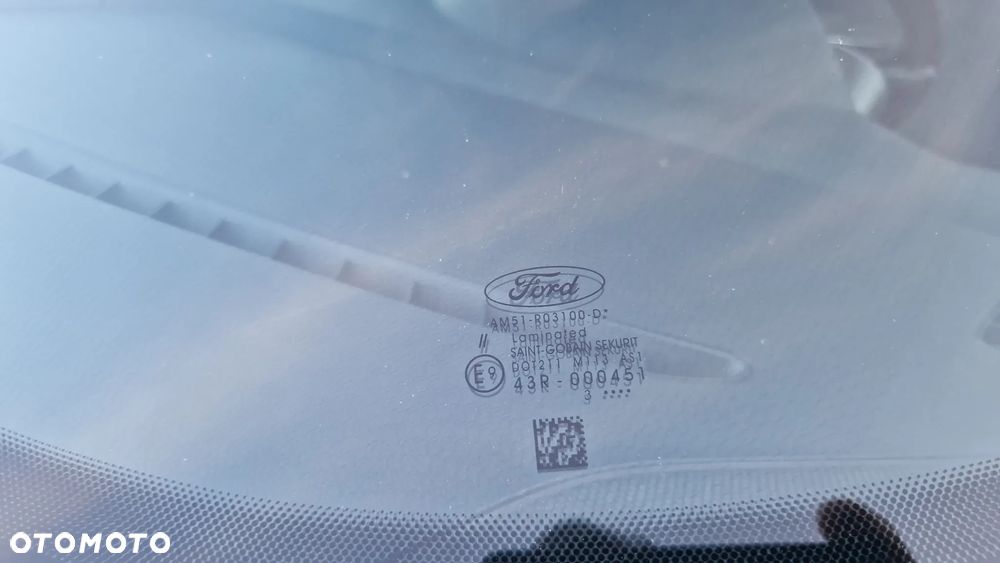 Ford
AM51-R03100-D*
Laminated
SAINT-GOBAIN SEKURIT
DOT211 M113 AS1
E9
43R-000451
3 ....
OTOMOTO